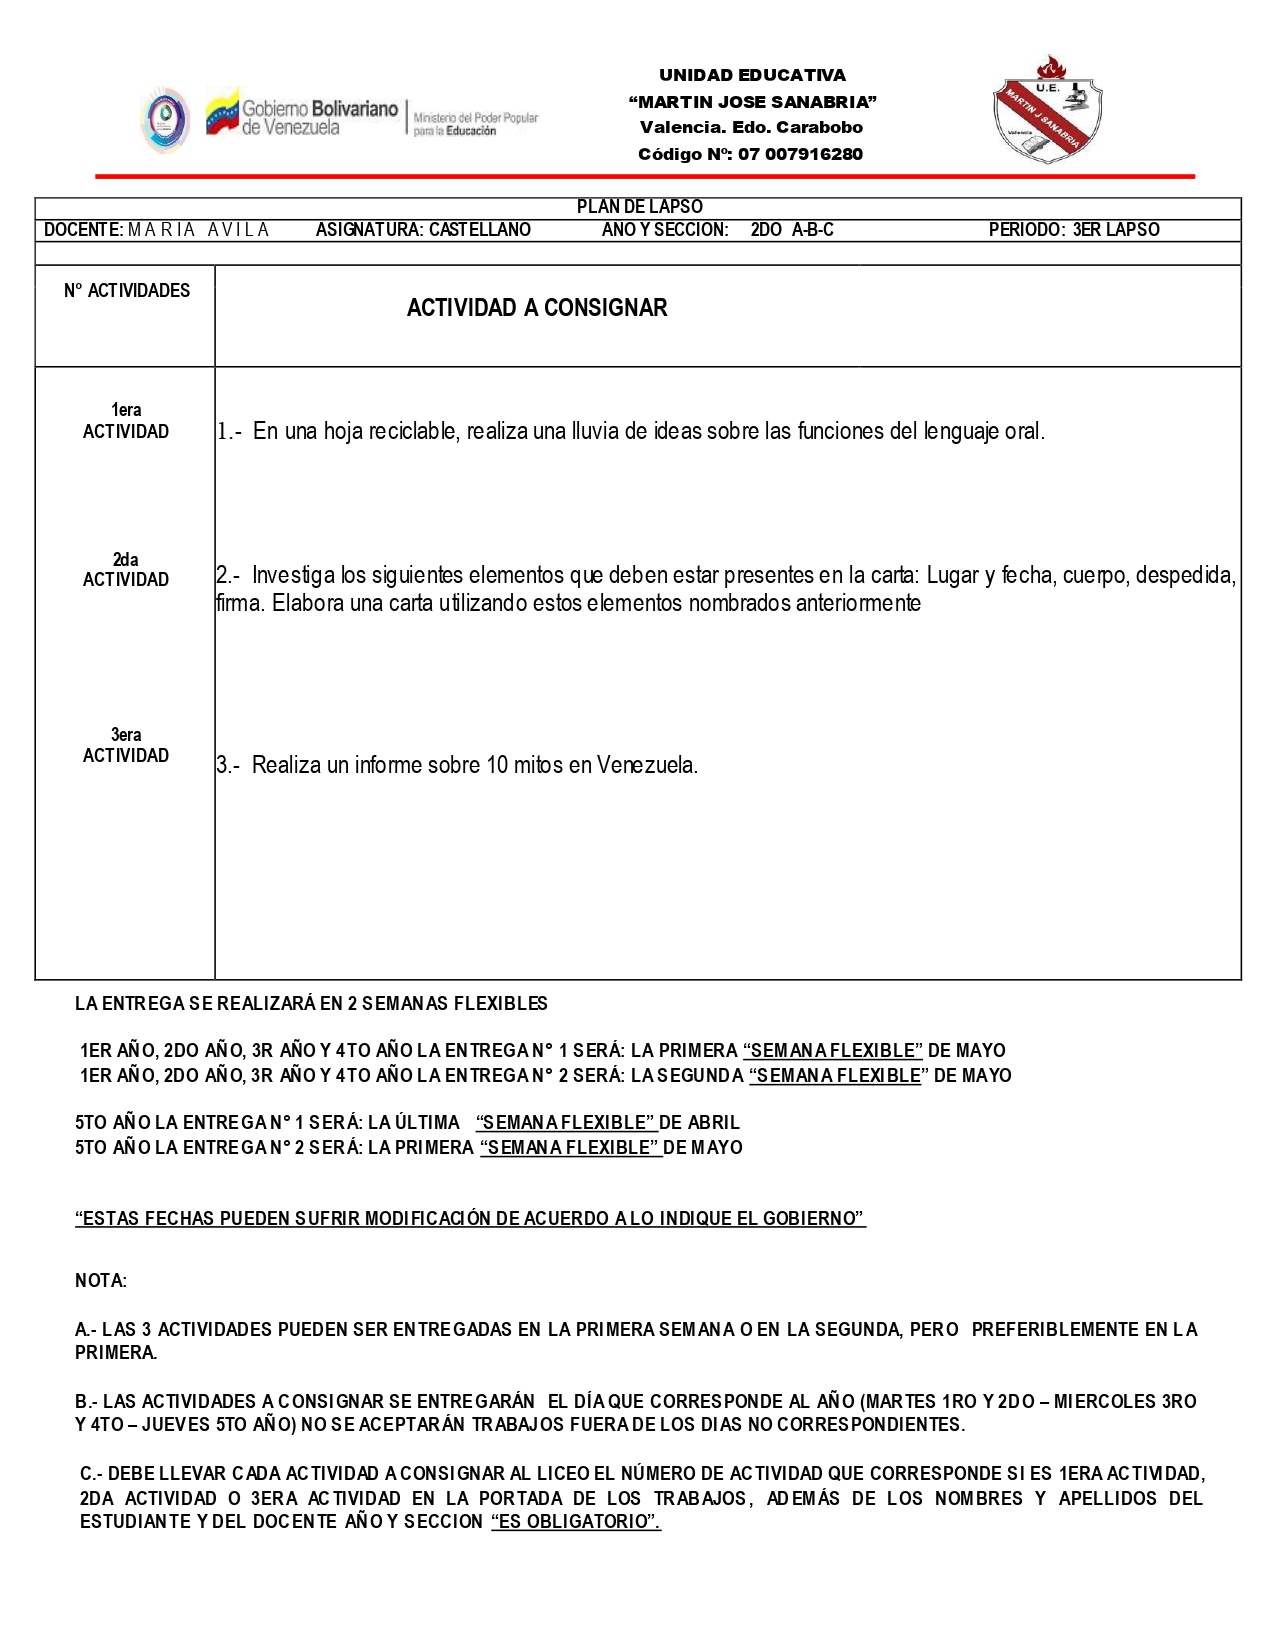 Gobierno Bolivariano
de Venezuela
Ministerio del Poder Popular
para la Educación
UNIDAD EDUCATIVA
“MARTIN JOSE SANABRIA”
Valencia. Edo. Carabobo
Código Nº: 07 007916280
U.E.
MARTIN J SANABRIA
Valencia
PLAN DE LAPSO
DOCENTE: MARIA AVILA ASIGNATURA: CASTELLANO ANO Y SECCION: 2DO A-B-C PERIODO: 3ER LAPSO
N° ACTIVIDADES
ACTIVIDAD A CONSIGNAR
1era
ACTIVIDAD
1.- En una hoja reciclable, realiza una lluvia de ideas sobre las funciones del lenguaje oral.
2da
ACTIVIDAD
2.- Investiga los siguientes elementos que deben estar presentes en la carta: Lugar y fecha, cuerpo, despedida,
firma. Elabora una carta utilizando estos elementos nombrados anteriormente
3era
ACTIVIDAD
3.- Realiza un informe sobre 10 mitos en Venezuela.
LA ENTREGA SE REALIZARÁ EN 2 SEMANAS FLEXIBLES
1ER AÑO, 2DO AÑO, 3R AÑO Y 4TO AÑO LA ENTREGA N° 1 SERÁ: LA PRIMERA “SEMANA FLEXIBLE” DE MAYO
1ER AÑO, 2DO AÑO, 3R AÑO Y 4TO AÑO LA ENTREGA N° 2 SERÁ: LA SEGUNDA “SEMANA FLEXIBLE” DE MAYO
5TO AÑO LA ENTREGA N° 1 SERÁ: LA ÚLTIMA “SEMANA FLEXIBLE” DE ABRIL
5TO AÑO LA ENTREGA N° 2 SERÁ: LA PRIMERA “SEMANA FLEXIBLE” DE MAYO
“ESTAS FECHAS PUEDEN SUFRIR MODIFICACIÓN DE ACUERDO A LO INDIQUE EL GOBIERNO”
NOTA:
A.- LAS 3 ACTIVIDADES PUEDEN SER ENTREGADAS EN LA PRIMERA SEMANA O EN LA SEGUNDA, PERO PREFERIBLEMENTE EN LA
PRIMERA.
B.- LAS ACTIVIDADES A CONSIGNAR SE ENTREGARÁN EL DÍA QUE CORRESPONDE AL AÑO (MARTES 1RO Y 2DO – MIERCOLES 3RO
Y 4TO – JUEVES 5TO AÑO) NO SE ACEPTARÁN TRABAJOS FUERA DE LOS DIAS NO CORRESPONDIENTES.
C.- DEBE LLEVAR CADA ACTIVIDAD A CONSIGNAR AL LICEO EL NÚMERO DE ACTIVIDAD QUE CORRESPONDE SI ES 1ERA ACTIVIDAD,
2DA ACTIVIDAD O 3ERA ACTIVIDAD EN LA PORTADA DE LOS TRABAJOS, ADEMÁS DE LOS NOMBRES Y APELLIDOS DEL
ESTUDIANTE Y DEL DOCENTE AÑO Y SECCION “ES OBLIGATORIO”.